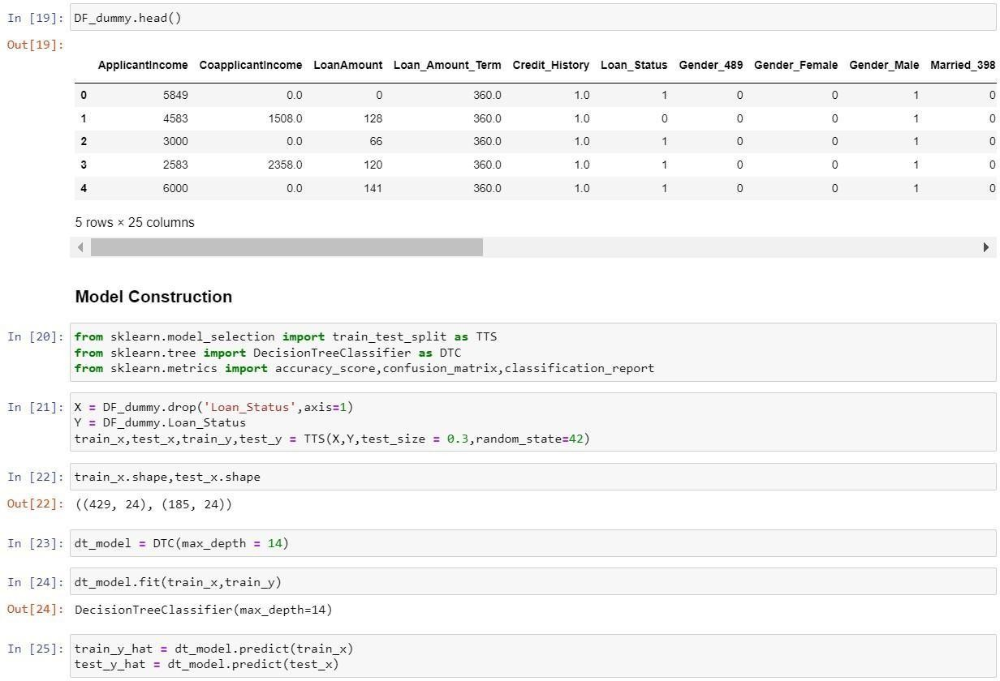 In [19]: DF_dummy.head()
Out[19]:
ApplicantIncome CoapplicantIncome LoanAmount Loan_Amount_Term Credit_History Loan_Status Gender_489 Gender_Female Gender_Male Married_398
0 5849 0.0 0 360.0 1.0 1 0 0 1 0
1 4583 1508.0 128 360.0 1.0 0 0 0 1 0
2 3000 0.0 66 360.0 1.0 1 0 0 1 0
3 2583 2358.0 120 360.0 1.0 1 0 0 1 0
4 6000 0.0 141 360.0 1.0 1 0 0 1 0
5 rows × 25 columns
Model Construction
In [20]: from sklearn.model_selection import train_test_split as TTS
from sklearn.tree import DecisionTreeClassifier as DTC
from sklearn.metrics import accuracy_score,confusion_matrix,classification_report
In [21]: X = DF_dummy.drop('Loan_Status',axis=1)
Y = DF_dummy.Loan_Status
train_x,test_x,train_y,test_y = TTS(X,Y,test_size = 0.3,random_state=42)
In [22]: train_x.shape,test_x.shape
Out[22]: ((429, 24), (185, 24))
In [23]: dt_model = DTC(max_depth = 14)
In [24]: dt_model.fit(train_x,train_y)
Out[24]: DecisionTreeClassifier(max_depth=14)
In [25]: train_y_hat = dt_model.predict(train_x)
test_y_hat = dt_model.predict(test_x)